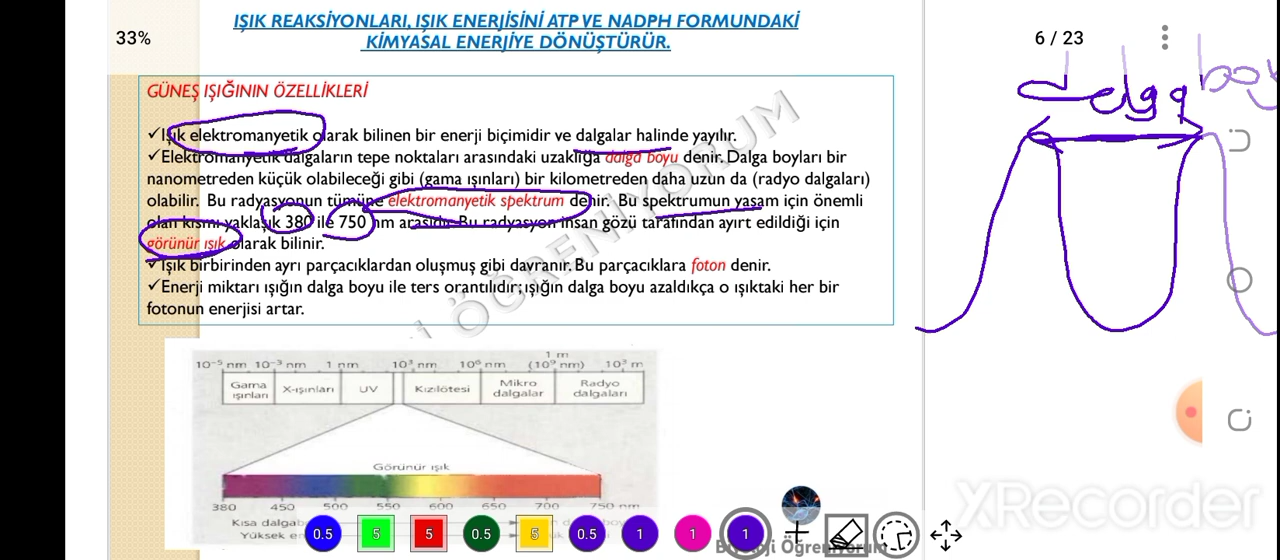 IŞIK REAKSİYONLARI, IŞIK ENERJİSİNİ ATP VE NADPH FORMUNDAKİ
KİMYASAL ENERJİYE DÖNÜŞTÜRÜR.
33%
6 / 23
dalga boy
GÜNEŞ IŞIĞININ ÖZELLİKLERİ
✓Işık elektromanyetik olarak bilinen bir enerji biçimidir ve dalgalar halinde yayılır.
✓Elektromanyetik dalgaların tepe noktaları arasındaki uzaklığa dalga boyu denir. Dalga boyları bir
nanometreden küçük olabileceği gibi (gama ışınları) bir kilometreden daha uzun da (radyo dalgaları)
olabilir. Bu radyasyonun tümüne elektromanyetik spektrum denir. Bu spektrumun yaşam için önemli
olan kısmı yaklaşık 380 ile 750 nm arasıdır. Bu radyasyon insan gözü tarafından ayırt edildiği için
görünür ışık olarak bilinir.
✓Işık birbirinden ayrı parçacıklardan oluşmuş gibi davranır. Bu parçacıklara foton denir.
✓Enerji miktarı ışığın dalga boyu ile ters orantılıdır; ışığın dalga boyu azaldıkça o ışıktaki her bir
fotonun enerjisi artar.
ÖĞRENİYORUM
1 m
10⁻⁵ nm 10⁻³ nm 1 nm 10³ nm 10⁶ nm (10⁹ nm) 10³ m
Gama ışınları X-ışınları UV Kızılötesi Mikro dalgalar Radyo dalgaları
Görünür ışık
380 450 500 550 600 650 700 750 nm
Kısa dalga
Yüksek en
0.5 5 5 0.5 5 0.5 1 1 1
Öğreniyorum
XRecorder